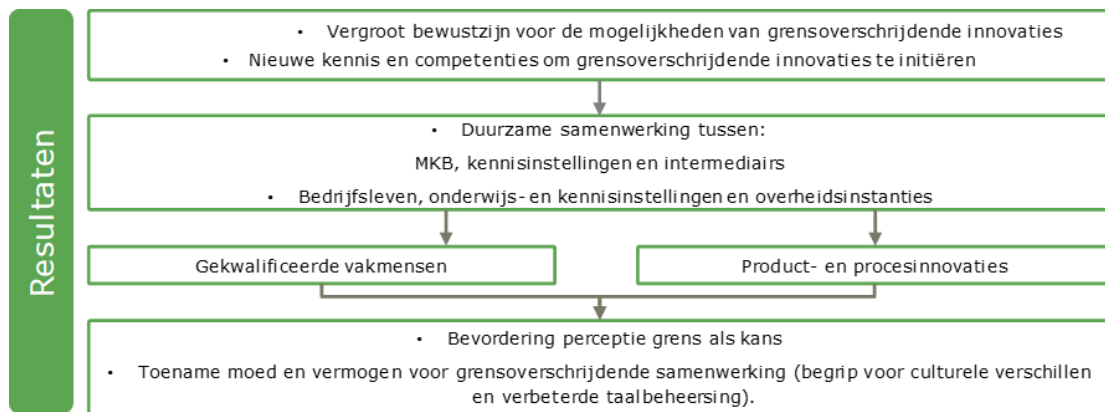 Resultaten
• Vergroot bewustzijn voor de mogelijkheden van grensoverschrijdende innovaties
• Nieuwe kennis en competenties om grensoverschrijdende innovaties te initiëren
• Duurzame samenwerking tussen:
MKB, kennisinstellingen en intermediairs
• Bedrijfsleven, onderwijs- en kennisinstellingen en overheidsinstanties
Gekwalificeerde vakmensen
Product- en procesinnovaties
• Bevordering perceptie grens als kans
• Toename moed en vermogen voor grensoverschrijdende samenwerking (begrip voor culturele verschillen
en verbeterde taalbeheersing).